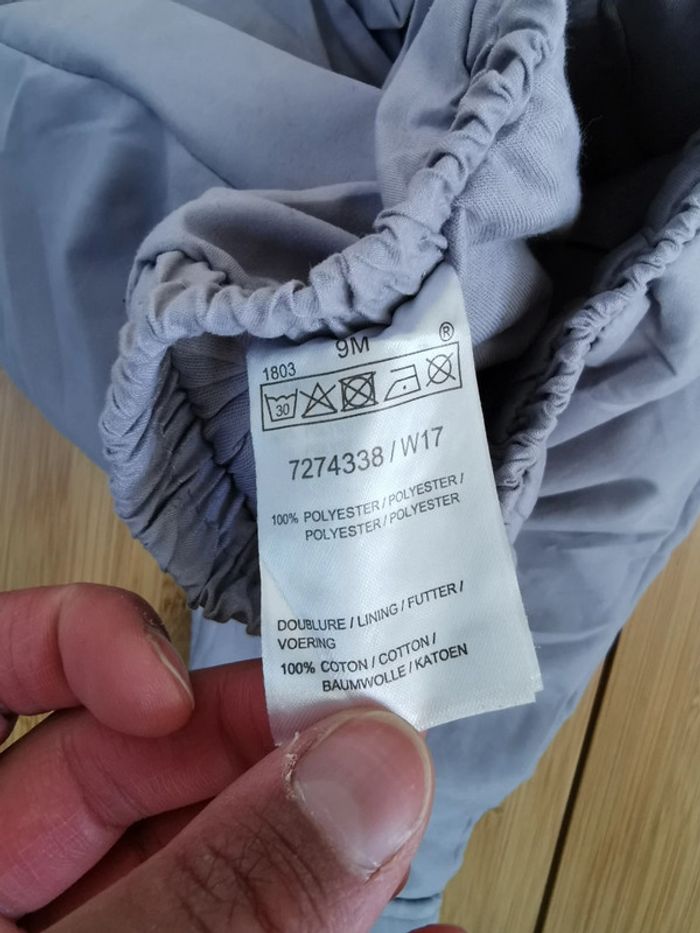 9M
®
1803
30
7274338 / W17
100% POLYESTER / POLYESTER /
POLYESTER / POLYESTER
DOUBLURE / LINING / FUTTER /
VOERING
100% COTON / COTTON /
BAUMWOLLE / KATOEN